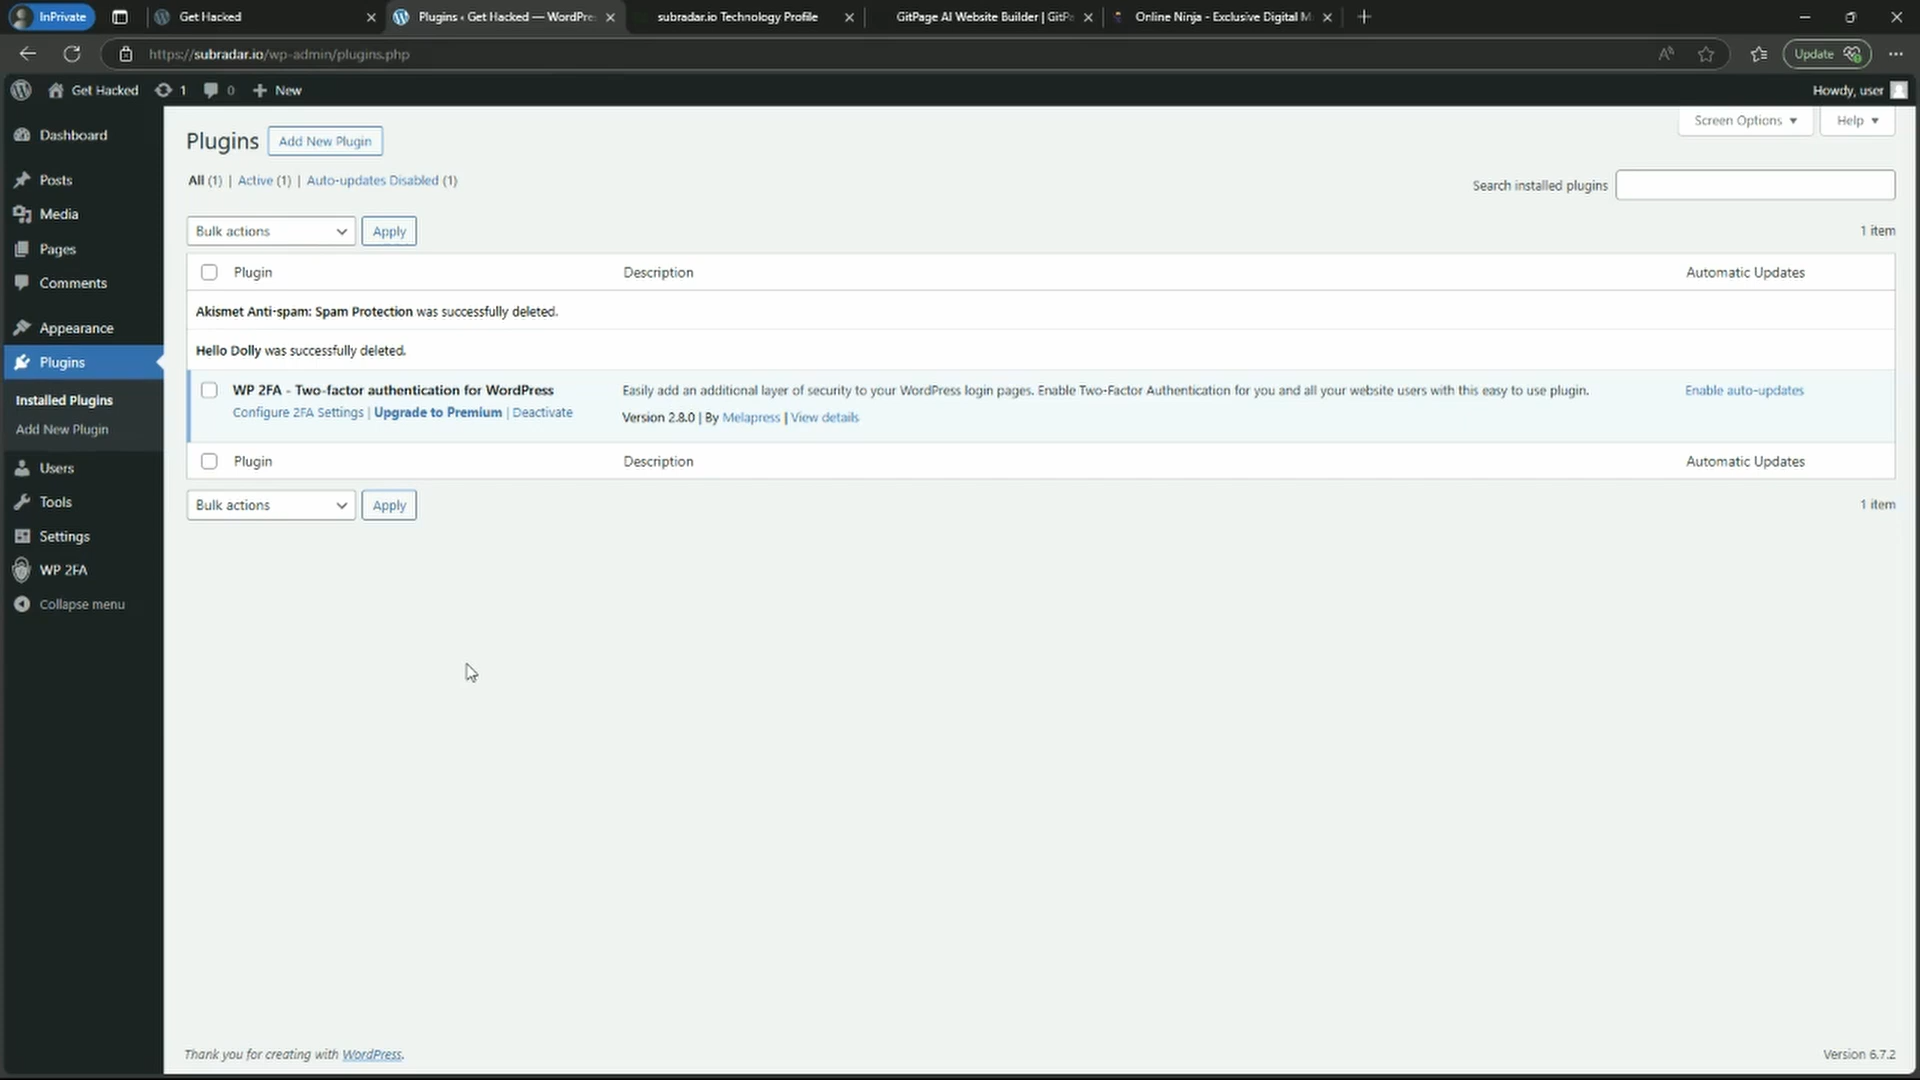 InPrivate
Get Hacked
Plugins ‹ Get Hacked — WordPre
subradar.io Technology Profile
GitPage AI Website Builder | GitPa
Online Ninja - Exclusive Digital M
https://subradar.io/wp-admin/plugins.php
Update
Get Hacked
1
0
New
Howdy, user
Dashboard
Posts
Media
Pages
Comments
Appearance
Plugins
Installed Plugins
Add New Plugin
Users
Tools
Settings
WP 2FA
Collapse menu
Screen Options
Help
Plugins
Add New Plugin
All (1) | Active (1) | Auto-updates Disabled (1)
Search installed plugins
Bulk actions
Apply
1 item
Plugin
Description
Automatic Updates
Akismet Anti-spam: Spam Protection was successfully deleted.
Hello Dolly was successfully deleted.
WP 2FA - Two-factor authentication for WordPress
Configure 2FA Settings | Upgrade to Premium | Deactivate
Easily add an additional layer of security to your WordPress login pages. Enable Two-Factor Authentication for you and all your website users with this easy to use plugin.
Version 2.8.0 | By Melapress | View details
Enable auto-updates
Plugin
Description
Automatic Updates
Bulk actions
Apply
1 item
Thank you for creating with WordPress.
Version 6.7.2